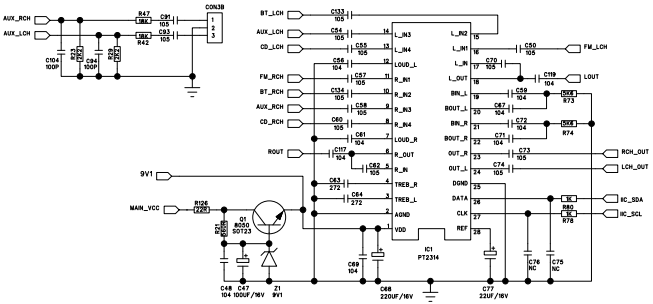 CON3B
AUX_RCH
R47
18K
C91
105
1
AUX_LCH
18K
R42
C93
105
2
3
C104
100P
R23
2K2
C94
100P
R29
2K2
BT_LCH
C133
105
AUX_LCH
C54
105
14
L_IN3
L_IN2
15
CD_LCH
C55
105
13
L_IN4
L_IN1
16
C50
105
FM_LCH
C56
104
12
LOUD_L
L_IN
17
C70
105
FM_RCH
C57
105
11
R_IN1
L_OUT
18
C119
104
LOUT
BT_RCH
C134
105
10
R_IN2
BIN_L
19
C59
104
5K6
R73
AUX_RCH
C58
105
9
R_IN3
BOUT_L
20
C67
104
CD_RCH
C60
105
8
R_IN4
BIN_R
21
C72
104
5K6
R74
C61
104
7
LOUD_R
BOUT_R
22
C71
104
ROUT
C117
104
6
R_OUT
OUT_R
23
C73
105
RCH_OUT
C62
105
5
R_IN
OUT_L
24
C74
105
LCH_OUT
9V1
C63
272
4
TREB_R
DGND
25
C64
272
3
TREB_L
DATA
26
1K
R80
IIC_SDA
MAIN_VCC
R126
22R
2
AGND
CLK
27
1K
R78
IIC_SCL
R21
Q1
8050
SOT23
1
VDD
REF
28
IC1
PT2314
C48
104
C47
100UF/16V
Z1
9V1
C69
104
C68
220UF/16V
C77
22UF/16V
C76
NC
C75
NC